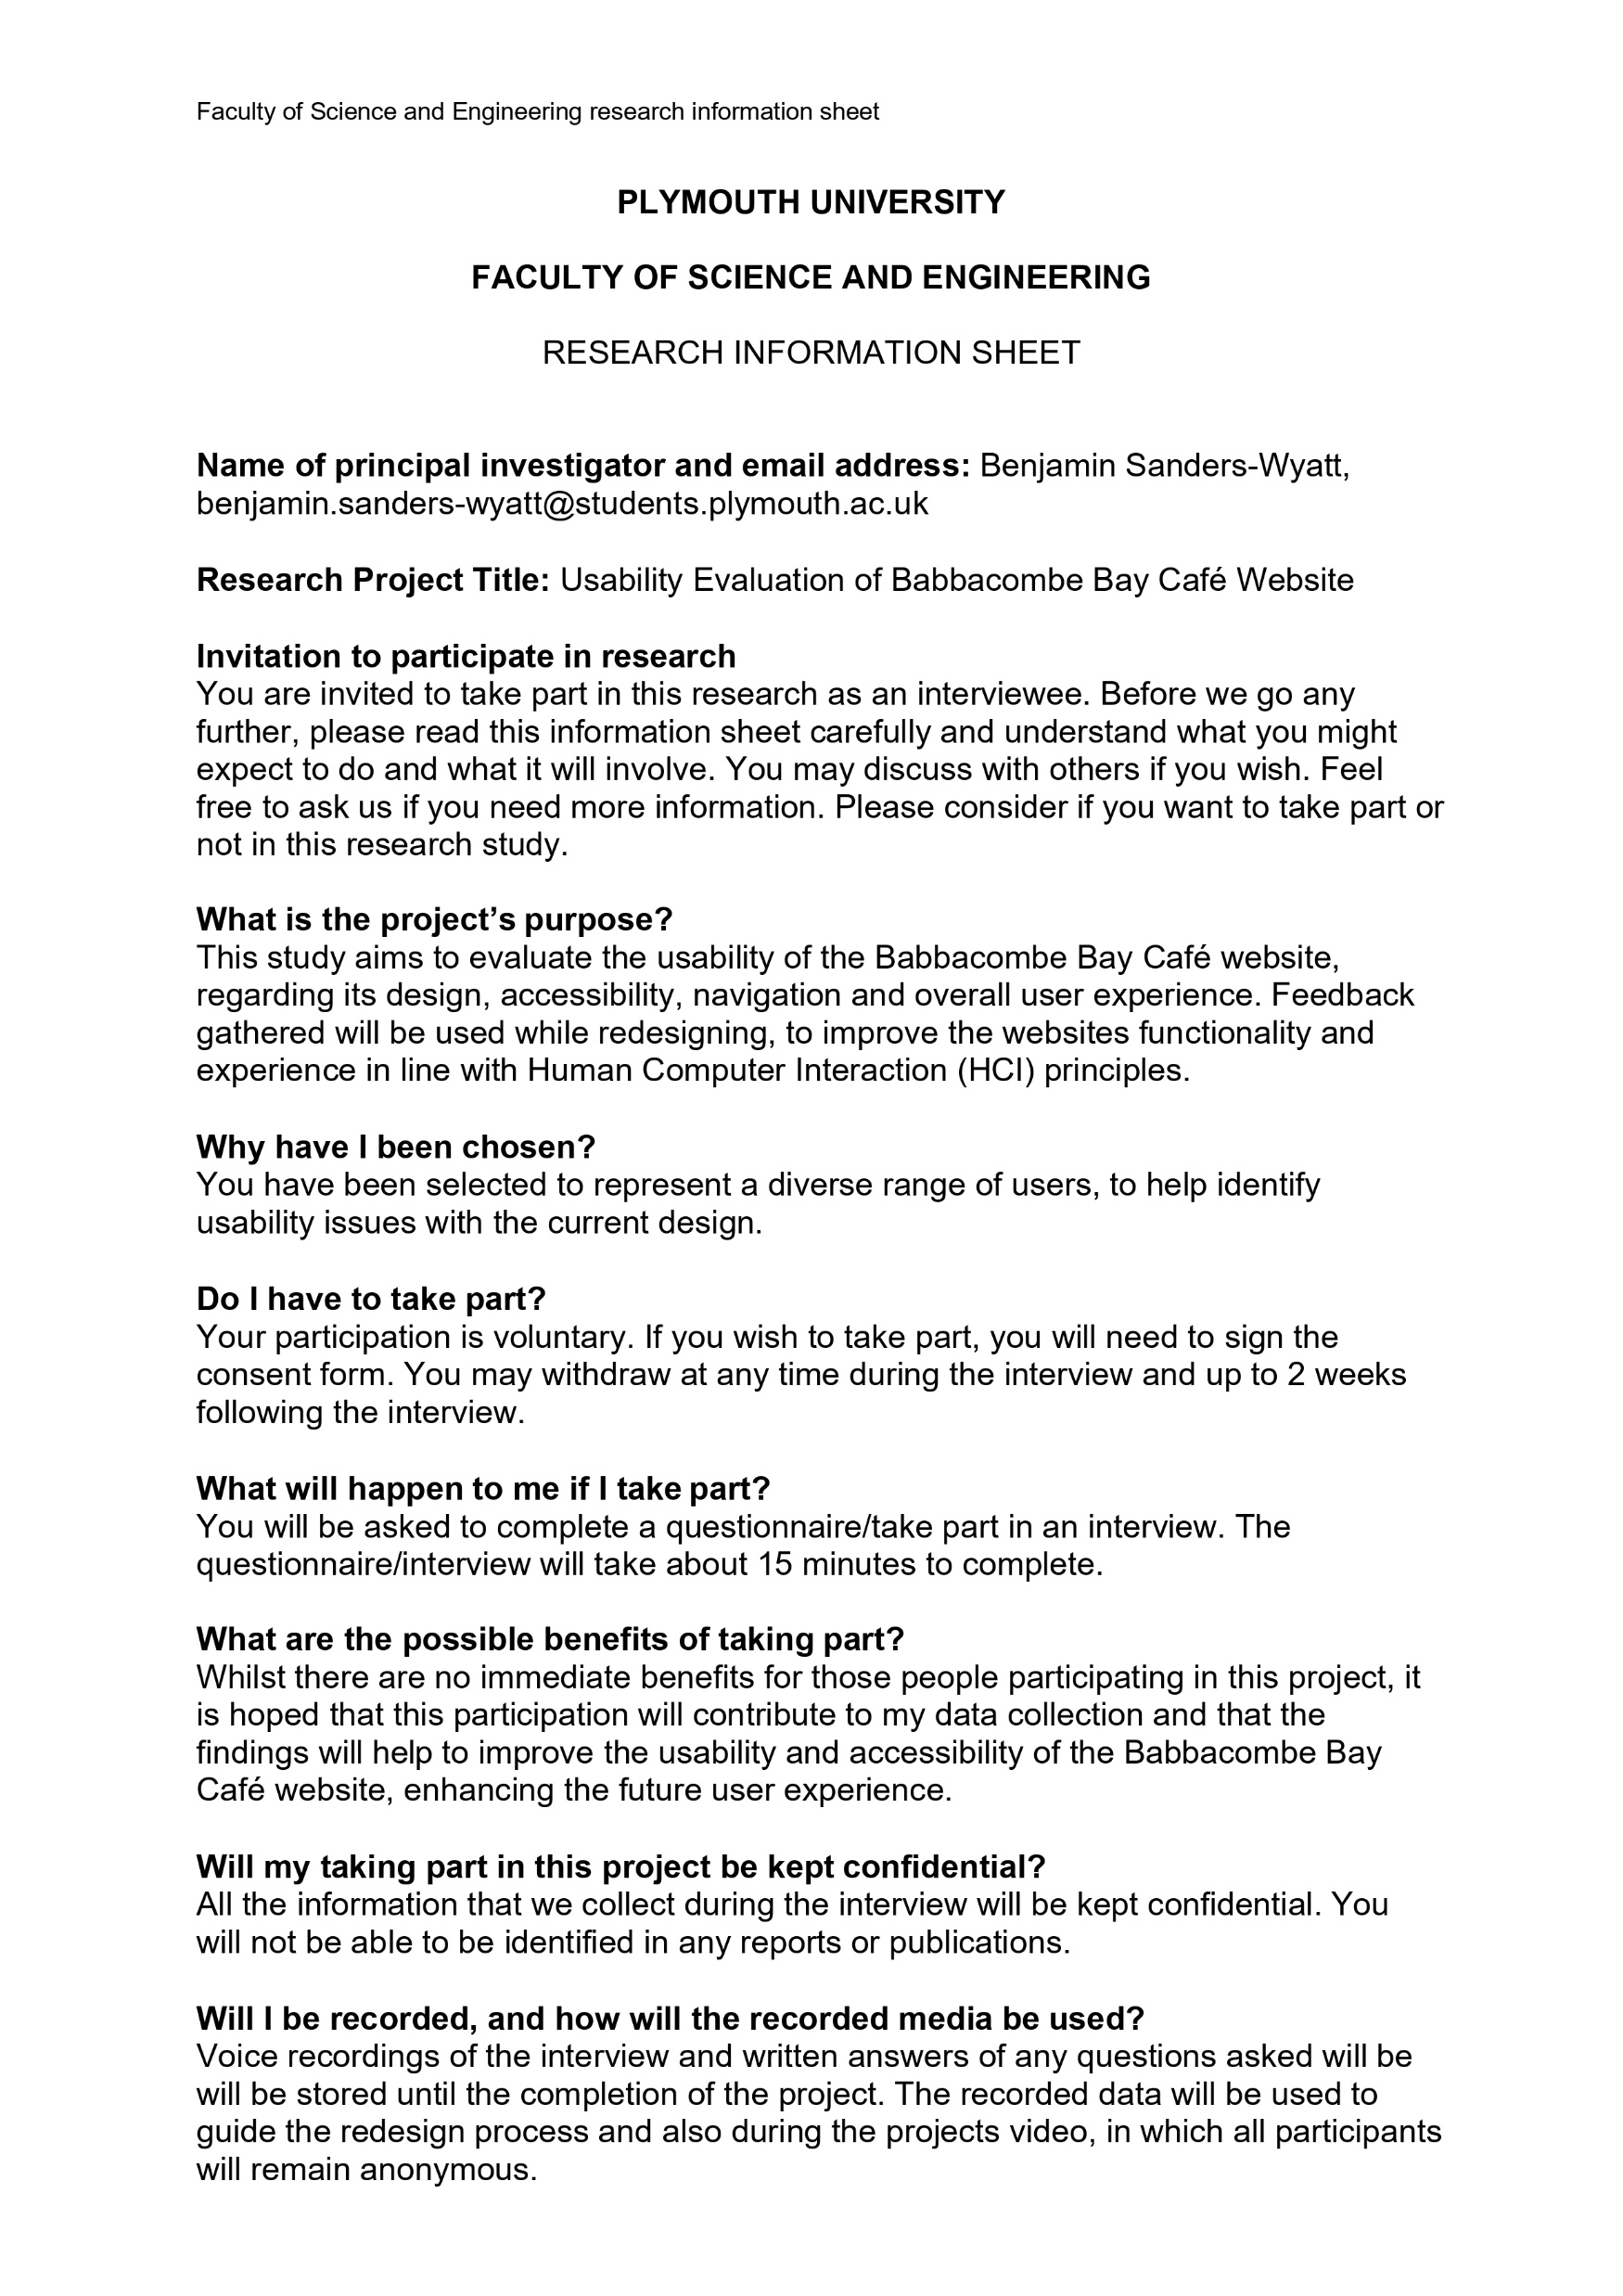 Faculty of Science and Engineering research information sheet
PLYMOUTH UNIVERSITY
FACULTY OF SCIENCE AND ENGINEERING
RESEARCH INFORMATION SHEET
Name of principal investigator and email address: Benjamin Sanders-Wyatt,
benjamin.sanders-wyatt@students.plymouth.ac.uk
Research Project Title: Usability Evaluation of Babbacombe Bay Café Website
Invitation to participate in research
You are invited to take part in this research as an interviewee. Before we go any
further, please read this information sheet carefully and understand what you might
expect to do and what it will involve. You may discuss with others if you wish. Feel
free to ask us if you need more information. Please consider if you want to take part or
not in this research study.
What is the project’s purpose?
This study aims to evaluate the usability of the Babbacombe Bay Café website,
regarding its design, accessibility, navigation and overall user experience. Feedback
gathered will be used while redesigning, to improve the websites functionality and
experience in line with Human Computer Interaction (HCI) principles.
Why have I been chosen?
You have been selected to represent a diverse range of users, to help identify
usability issues with the current design.
Do I have to take part?
Your participation is voluntary. If you wish to take part, you will need to sign the
consent form. You may withdraw at any time during the interview and up to 2 weeks
following the interview.
What will happen to me if I take part?
You will be asked to complete a questionnaire/take part in an interview. The
questionnaire/interview will take about 15 minutes to complete.
What are the possible benefits of taking part?
Whilst there are no immediate benefits for those people participating in this project, it
is hoped that this participation will contribute to my data collection and that the
findings will help to improve the usability and accessibility of the Babbacombe Bay
Café website, enhancing the future user experience.
Will my taking part in this project be kept confidential?
All the information that we collect during the interview will be kept confidential. You
will not be able to be identified in any reports or publications.
Will I be recorded, and how will the recorded media be used?
Voice recordings of the interview and written answers of any questions asked will be
will be stored until the completion of the project. The recorded data will be used to
guide the redesign process and also during the projects video, in which all participants
will remain anonymous.